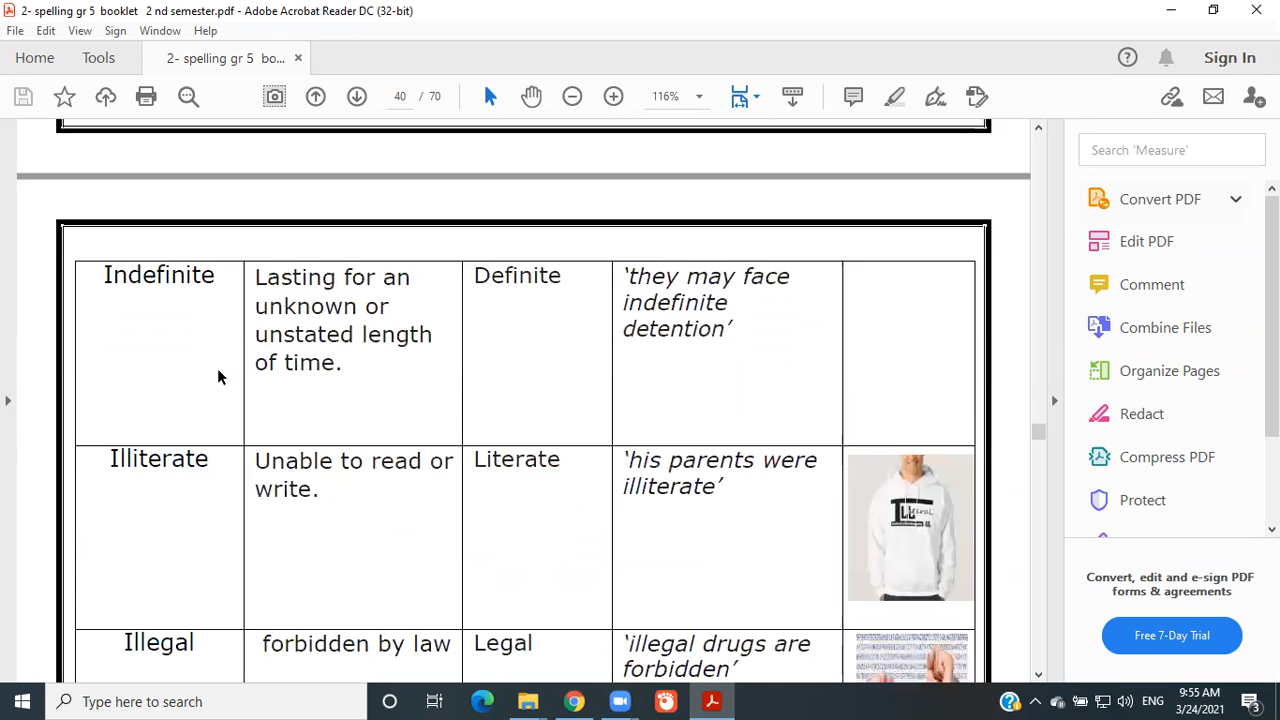 2- spelling gr 5 booklet 2 nd semester.pdf - Adobe Acrobat Reader DC (32-bit)
File Edit View Sign Window Help
Home Tools 2- spelling gr 5 bo... × Sign In
40 / 70 116%
Search 'Measure'
Convert PDF
Edit PDF
Comment
Combine Files
Organize Pages
Redact
Compress PDF
Protect
Convert, edit and e-sign PDF
forms & agreements
Free 7-Day Trial
Indefinite
Lasting for an
unknown or
unstated length
of time.
Definite
‘they may face
indefinite
detention’
Illiterate
Unable to read or
write.
Literate
‘his parents were
illiterate’
Illegal
forbidden by law
Legal
‘illegal drugs are
forbidden’
Type here to search
ENG
9:55 AM
3/24/2021
3